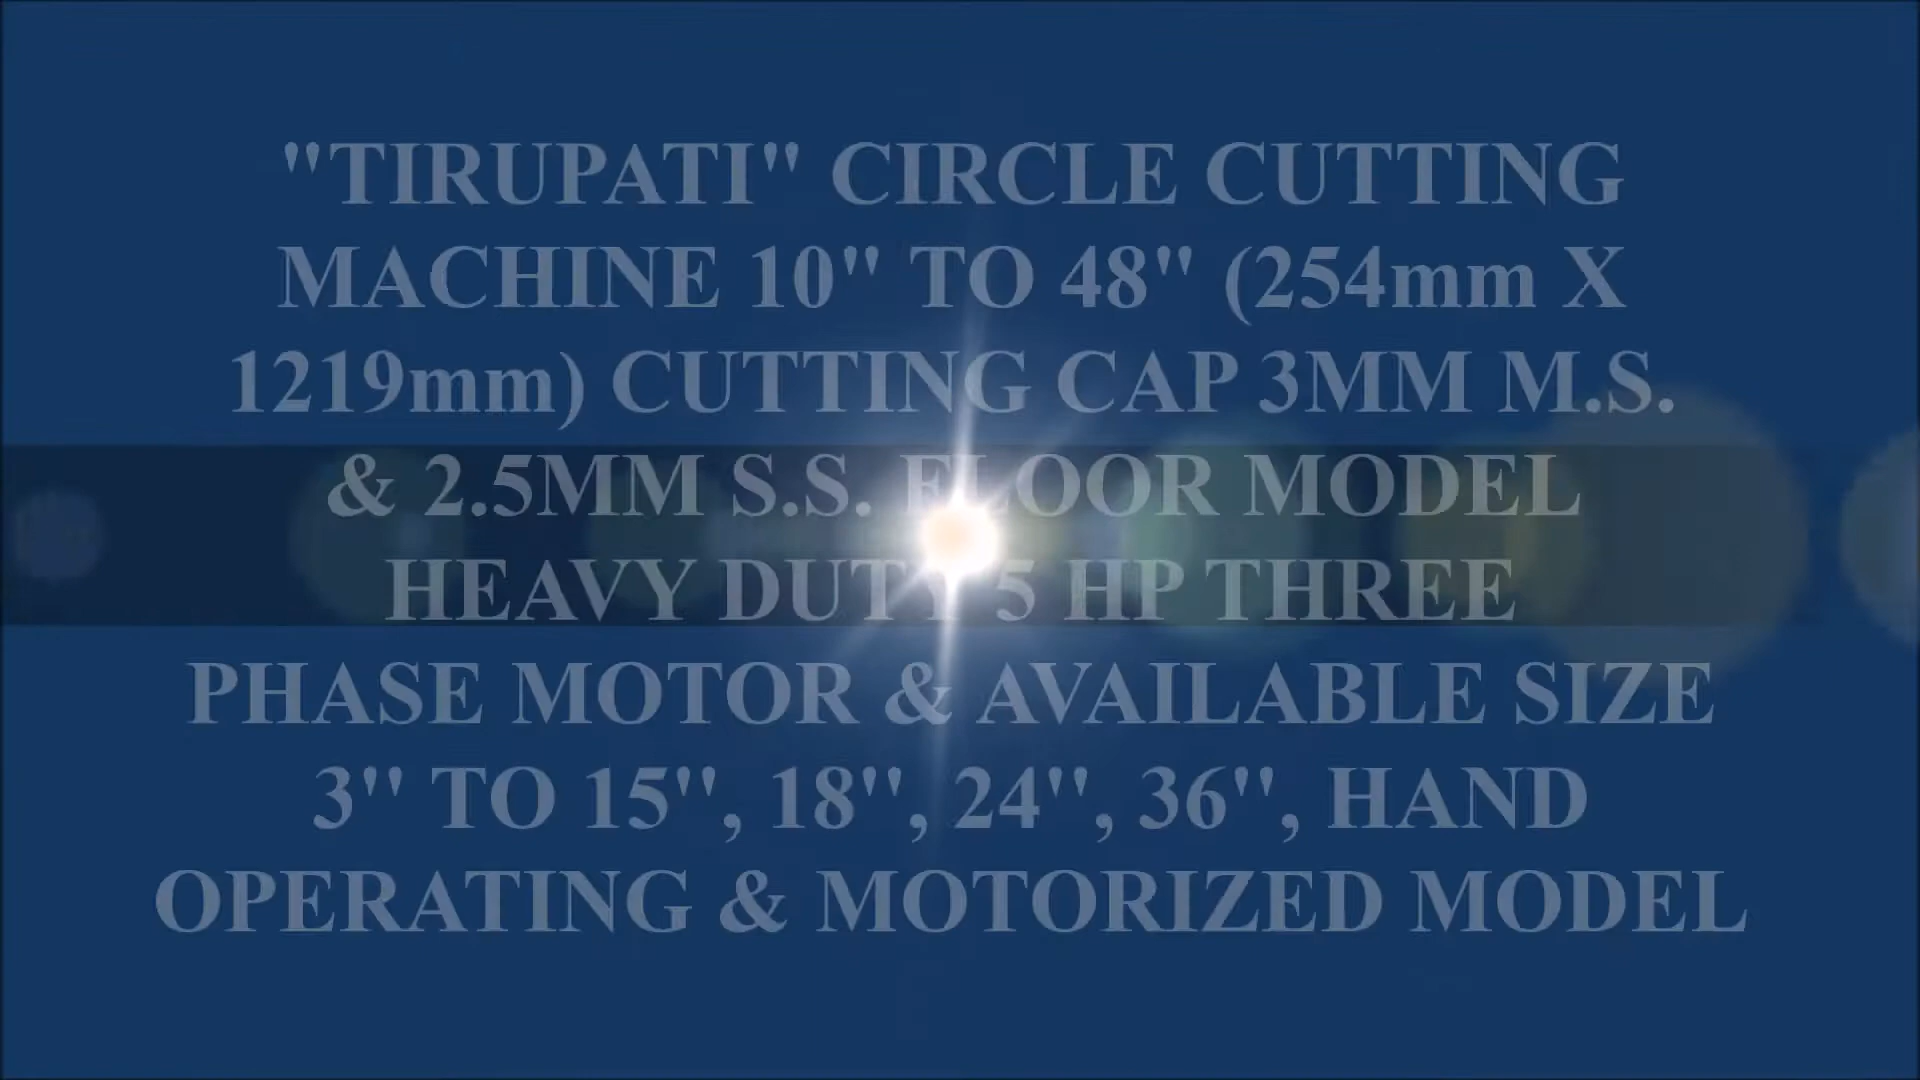 "TIRUPATI" CIRCLE CUTTING
MACHINE 10" TO 48" (254mm X
1219mm) CUTTING CAP 3MM M.S.
& 2.5MM S.S. FLOOR MODEL
HEAVY DUTY 5 HP THREE
PHASE MOTOR & AVAILABLE SIZE
3'' TO 15'', 18'', 24'', 36'', HAND
OPERATING & MOTORIZED MODEL